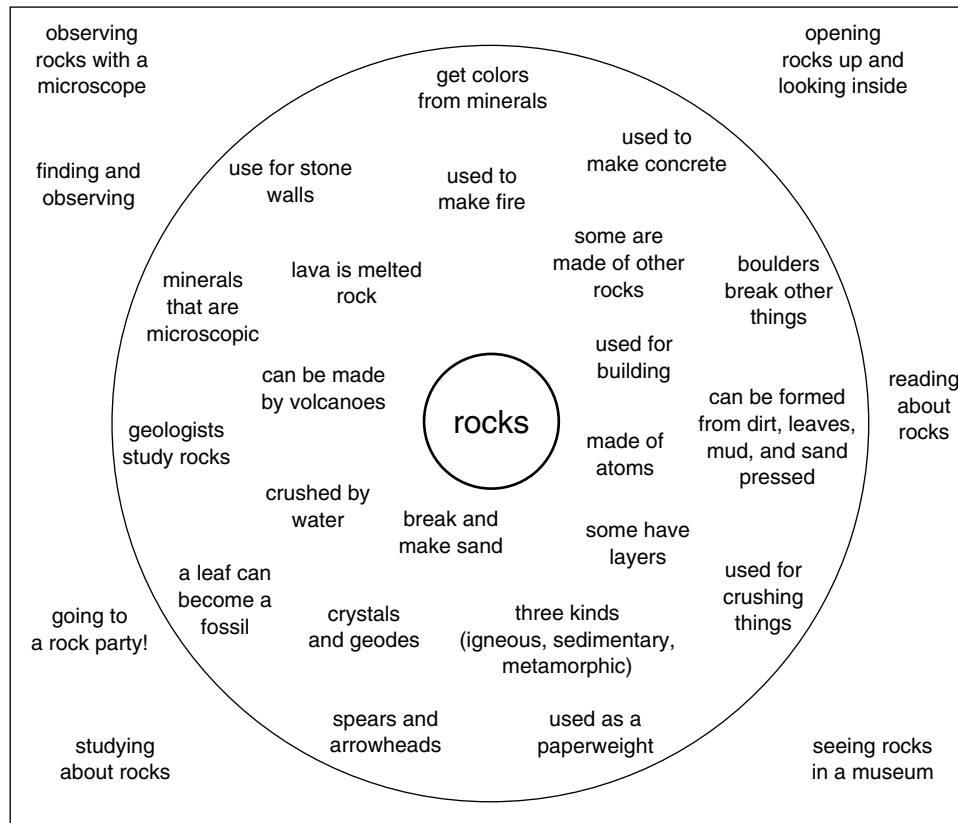 observing
rocks with a
microscope
opening
rocks up and
looking inside
get colors
from minerals
used to
make concrete
finding and
observing
use for stone
walls
used to
make fire
some are
made of other
rocks
boulders
break other
things
minerals
that are
microscopic
lava is melted
rock
used for
building
can be made
by volcanoes
rocks
reading
about
rocks
can be formed
from dirt, leaves,
mud, and sand
pressed
geologists
study rocks
made of
atoms
crushed by
water
break and
make sand
some have
layers
a leaf can
become a
fossil
used for
crushing
things
going to
a rock party!
crystals
and geodes
three kinds
(igneous, sedimentary,
metamorphic)
spears and
arrowheads
used as a
paperweight
studying
about rocks
seeing rocks
in a museum